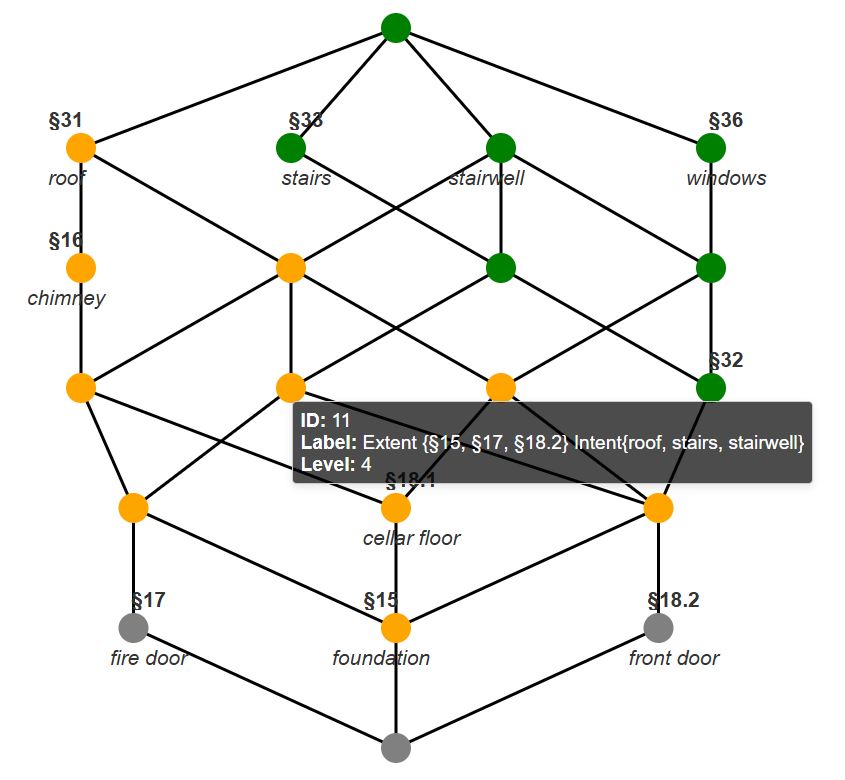 §31
§33
§36
roof
stairs
stairwell
windows
§16
chimney
§32
ID: 11
Label: Extent {§15, §17, §18.2} Intent{roof, stairs, stairwell}
Level: 4
§18.1
cellar floor
§17
§15
§18.2
fire door
foundation
front door